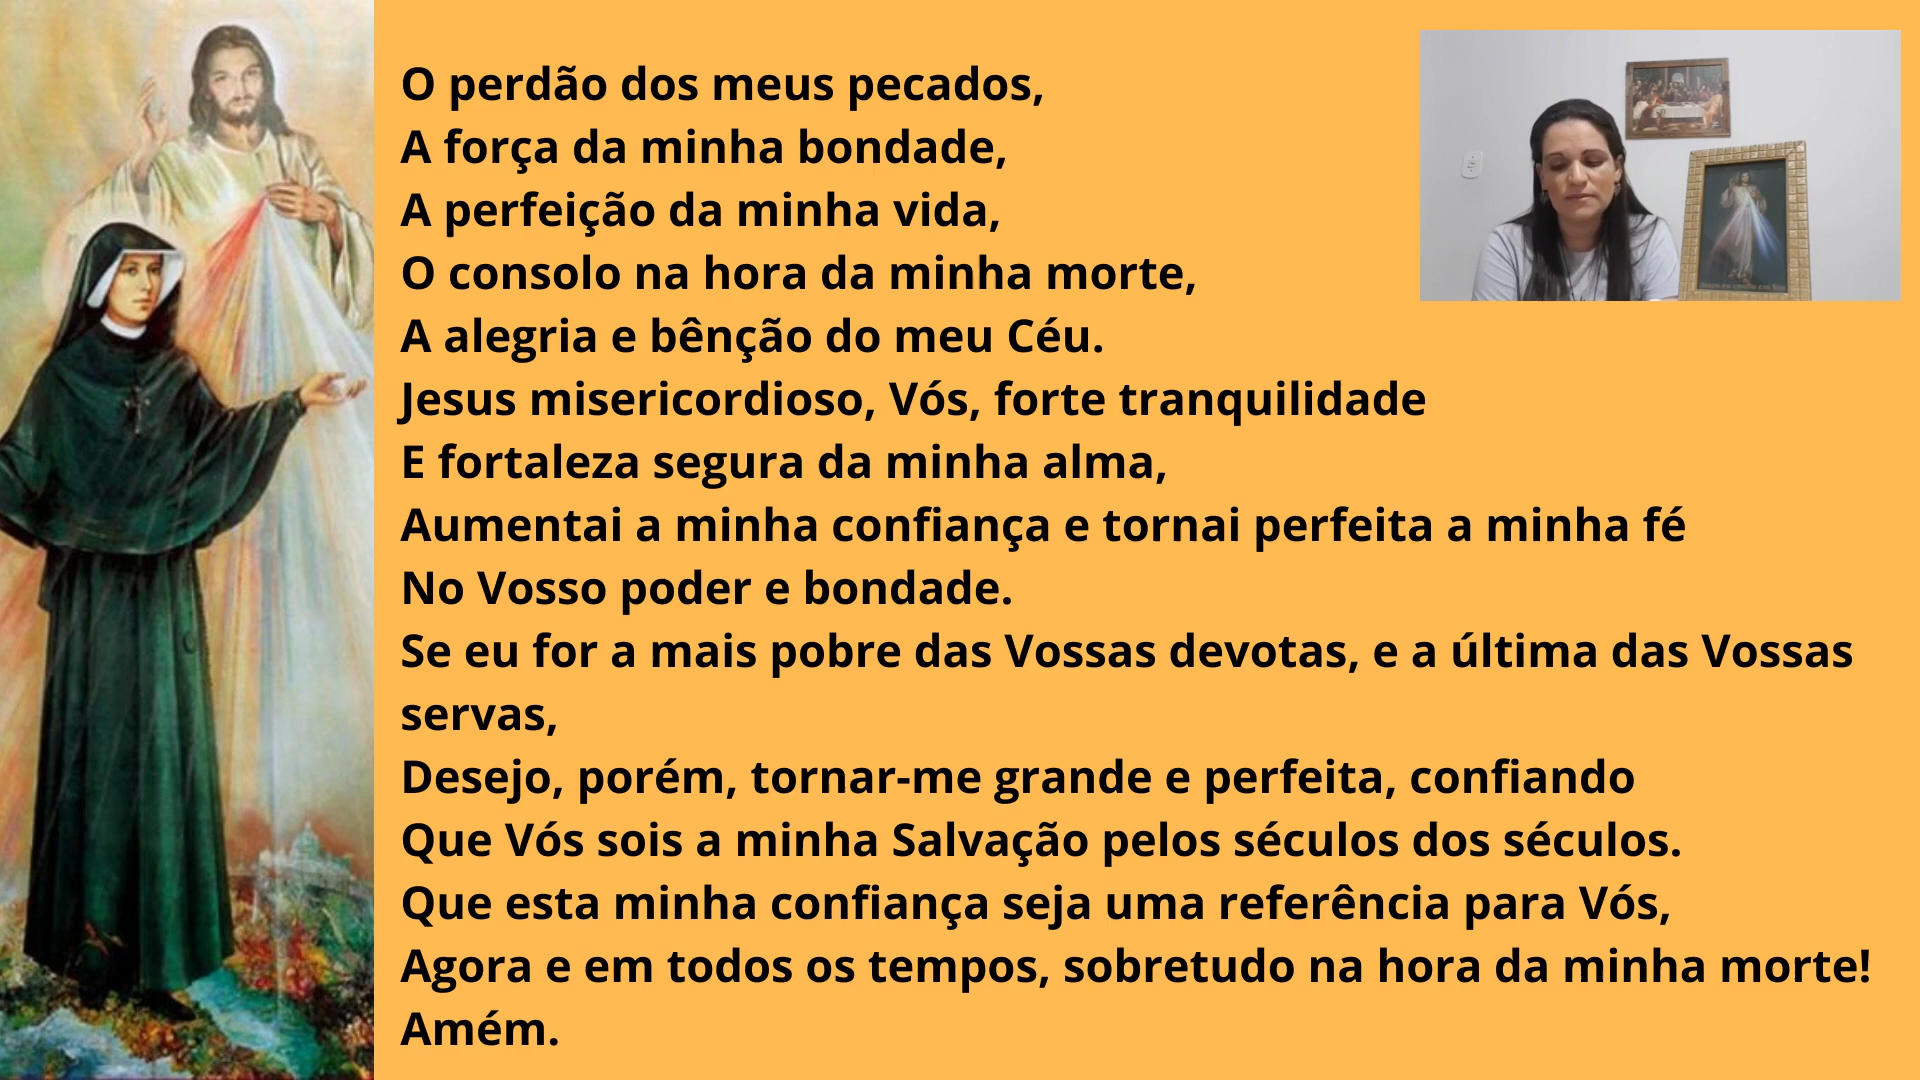 O perdão dos meus pecados,
A força da minha bondade,
A perfeição da minha vida,
O consolo na hora da minha morte,
A alegria e bênção do meu Céu.
Jesus misericordioso, Vós, forte tranquilidade
E fortaleza segura da minha alma,
Aumentai a minha confiança e tornai perfeita a minha fé
No Vosso poder e bondade.
Se eu for a mais pobre das Vossas devotas, e a última das Vossas
servas,
Desejo, porém, tornar-me grande e perfeita, confiando
Que Vós sois a minha Salvação pelos séculos dos séculos.
Que esta minha confiança seja uma referência para Vós,
Agora e em todos os tempos, sobretudo na hora da minha morte!
Amém.